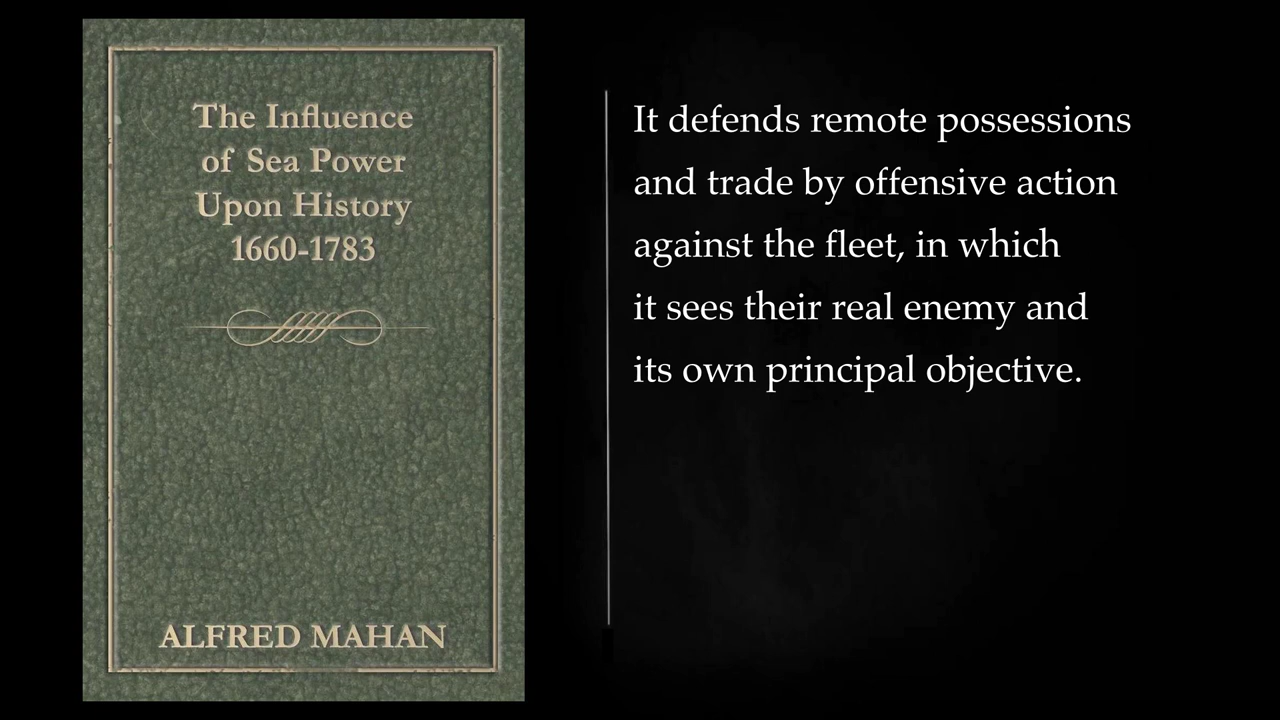 The Influence
of Sea Power
Upon History
1660-1783
ALFRED MAHAN
It defends remote possessions
and trade by offensive action
against the fleet, in which
it sees their real enemy and
its own principal objective.